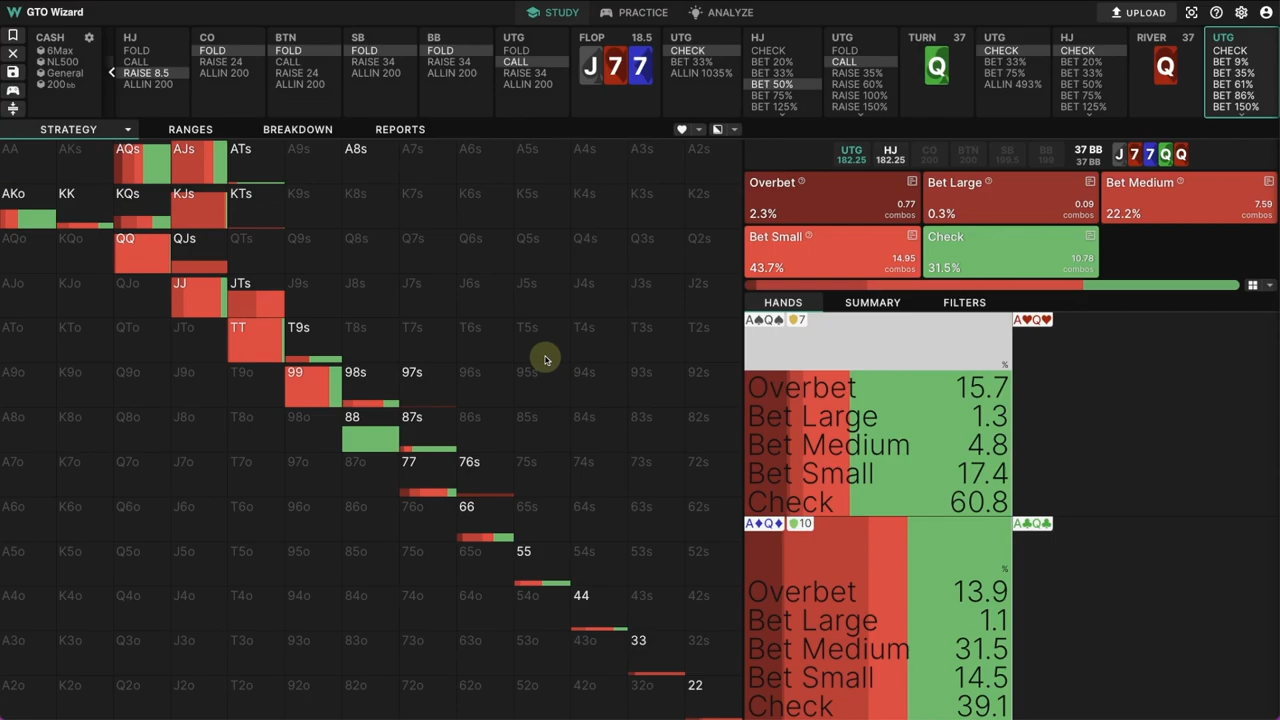 W GTO Wizard
STUDY PRACTICE ANALYZE
UPLOAD
CASH
6Max
NL500
General
200bb
HJ
FOLD
CALL
RAISE 8.5
ALLIN 200
CO
FOLD
RAISE 24
ALLIN 200
BTN
FOLD
CALL
RAISE 24
ALLIN 200
SB
FOLD
RAISE 34
ALLIN 200
BB
FOLD
RAISE 34
ALLIN 200
UTG
FOLD
CALL
RAISE 34
ALLIN 200
FLOP 18.5
J 7 7
UTG
CHECK
BET 33%
ALLIN 1035%
HJ
CHECK
BET 20%
BET 33%
BET 50%
BET 75%
BET 125%
UTG
FOLD
CALL
RAISE 35%
RAISE 60%
RAISE 100%
RAISE 150%
TURN 37
Q
UTG
CHECK
BET 33%
BET 75%
ALLIN 493%
HJ
CHECK
BET 20%
BET 33%
BET 50%
BET 75%
BET 125%
RIVER 37
Q
UTG
CHECK
BET 9%
BET 35%
BET 61%
BET 86%
BET 150%
STRATEGY RANGES BREAKDOWN REPORTS
AA AKs AQs AJs ATs A9s A8s A7s A6s A5s A4s A3s A2s
AKo KK KQs KJs KTs K9s K8s K7s K6s K5s K4s K3s K2s
AQo KQo QQ QJs QTs Q9s Q8s Q7s Q6s Q5s Q4s Q3s Q2s
AJo KJo QJo JJ JTs J9s J8s J7s J6s J5s J4s J3s J2s
ATo KTo QTo JTo TT T9s T8s T7s T6s T5s T4s T3s T2s
A9o K9o Q9o J9o T9o 99 98s 97s 96s 95s 94s 93s 92s
A8o K8o Q8o J8o T8o 98o 88 87s 86s 85s 84s 83s 82s
A7o K7o Q7o J7o T7o 97o 87o 77 76s 75s 74s 73s 72s
A6o K6o Q6o J6o T6o 96o 86o 76o 66 65s 64s 63s 62s
A5o K5o Q5o J5o T5o 95o 85o 75o 65o 55 54s 53s 52s
A4o K4o Q4o J4o T4o 94o 84o 74o 64o 54o 44 43s 42s
A3o K3o Q3o J3o T3o 93o 83o 73o 63o 53o 43o 33 32s
A2o K2o Q2o J2o T2o 92o 82o 72o 62o 52o 42o 32o 22
UTG HJ CO BTN SB BB 37 BB
182.25 182.25 200 200 199.5 199 37 BB
J 7 7 Q Q
Overbet
2.3% 0.77 combos
Bet Large
0.3% 0.09 combos
Bet Medium
22.2% 7.59 combos
Bet Small
43.7% 14.95 combos
Check
31.5% 10.78 combos
HANDS SUMMARY FILTERS
A♠Q♠ 7
%
Overbet 15.7
Bet Large 1.3
Bet Medium 4.8
Bet Small 17.4
Check 60.8
A♥Q♥
A♦Q♦ 10
%
Overbet 13.9
Bet Large 1.1
Bet Medium 31.5
Bet Small 14.5
Check 39.1
A♣Q♣